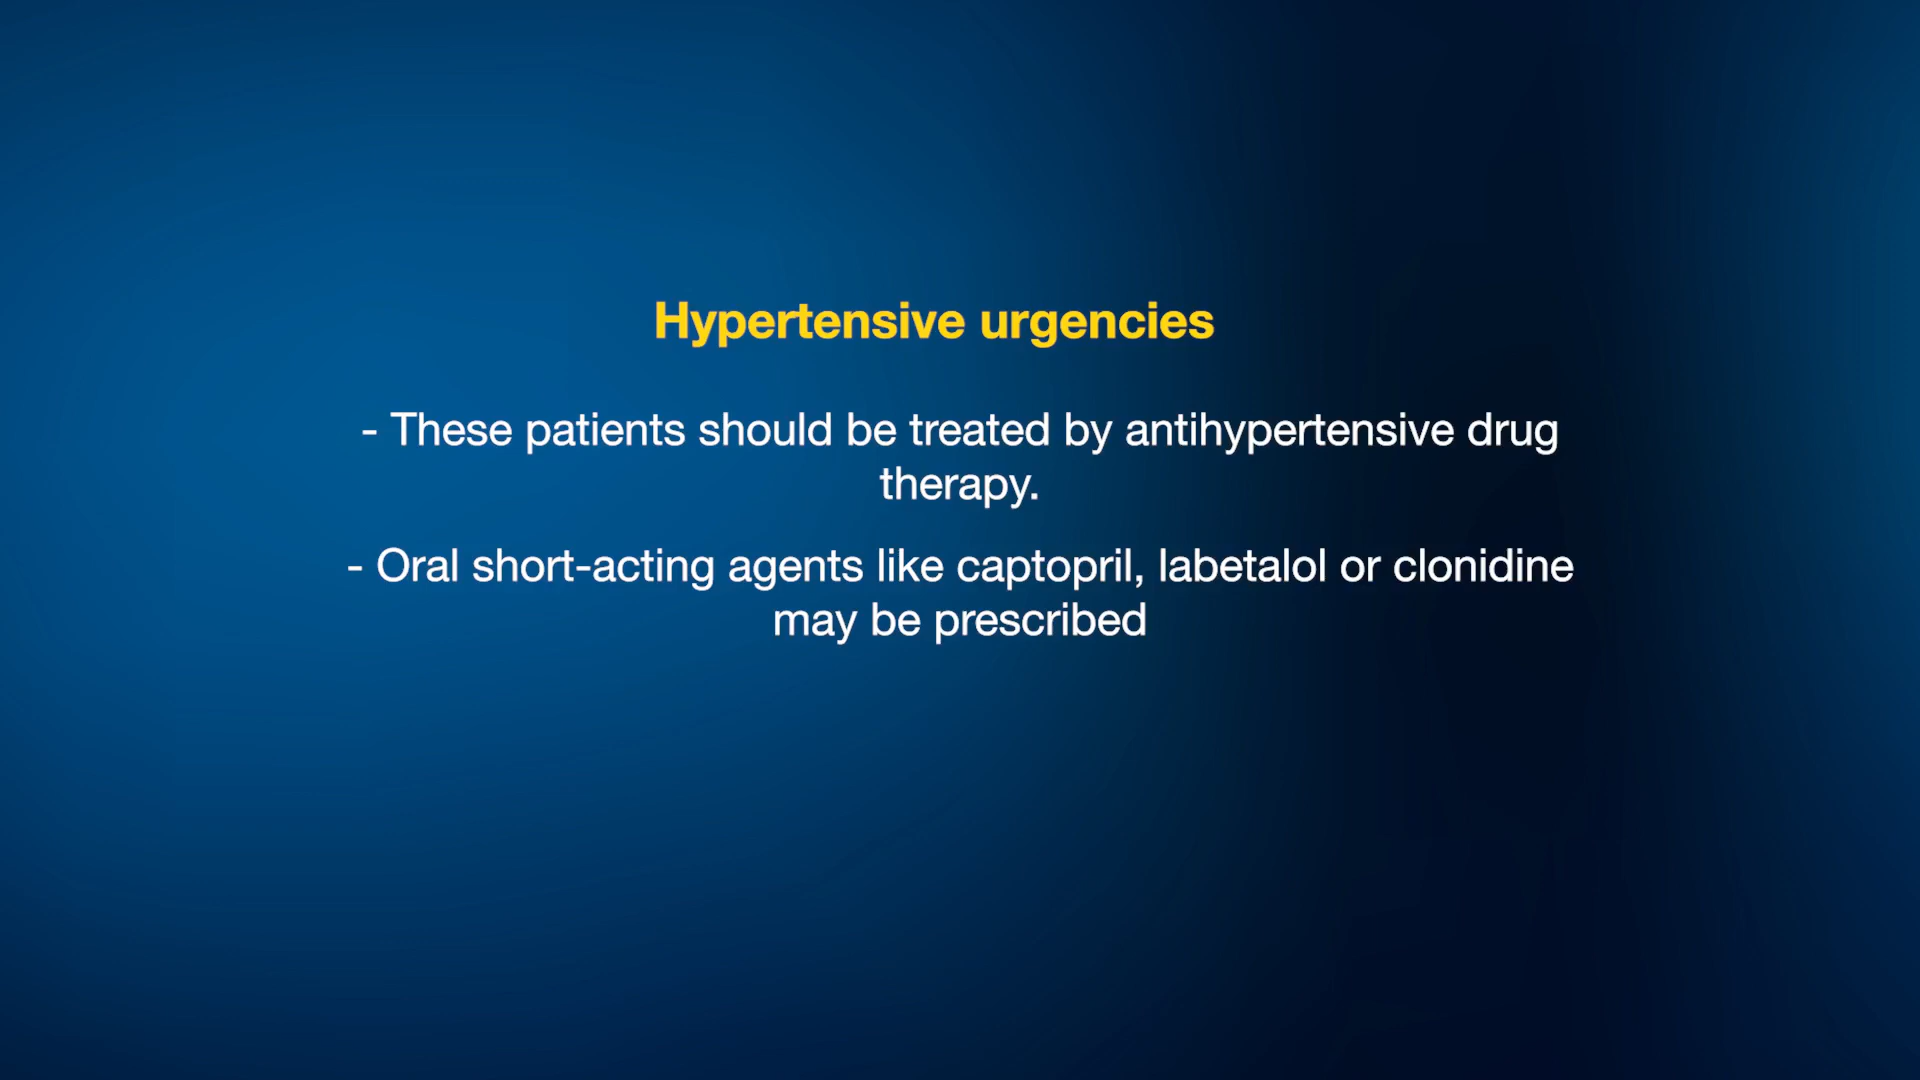 Hypertensive urgencies
- These patients should be treated by antihypertensive drug
therapy.
- Oral short-acting agents like captopril, labetalol or clonidine
may be prescribed